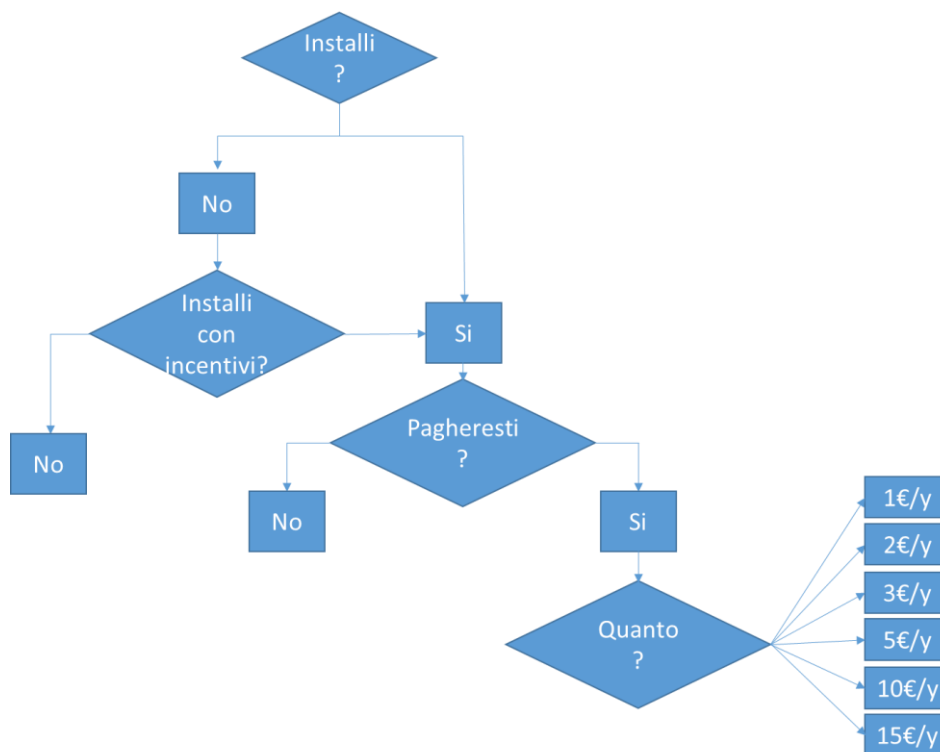 Installi
?
No
Installi
con
incentivi?
Si
No
Pagheresti
?
No
Si
Quanto
?
1€/y
2€/y
3€/y
5€/y
10€/y
15€/y